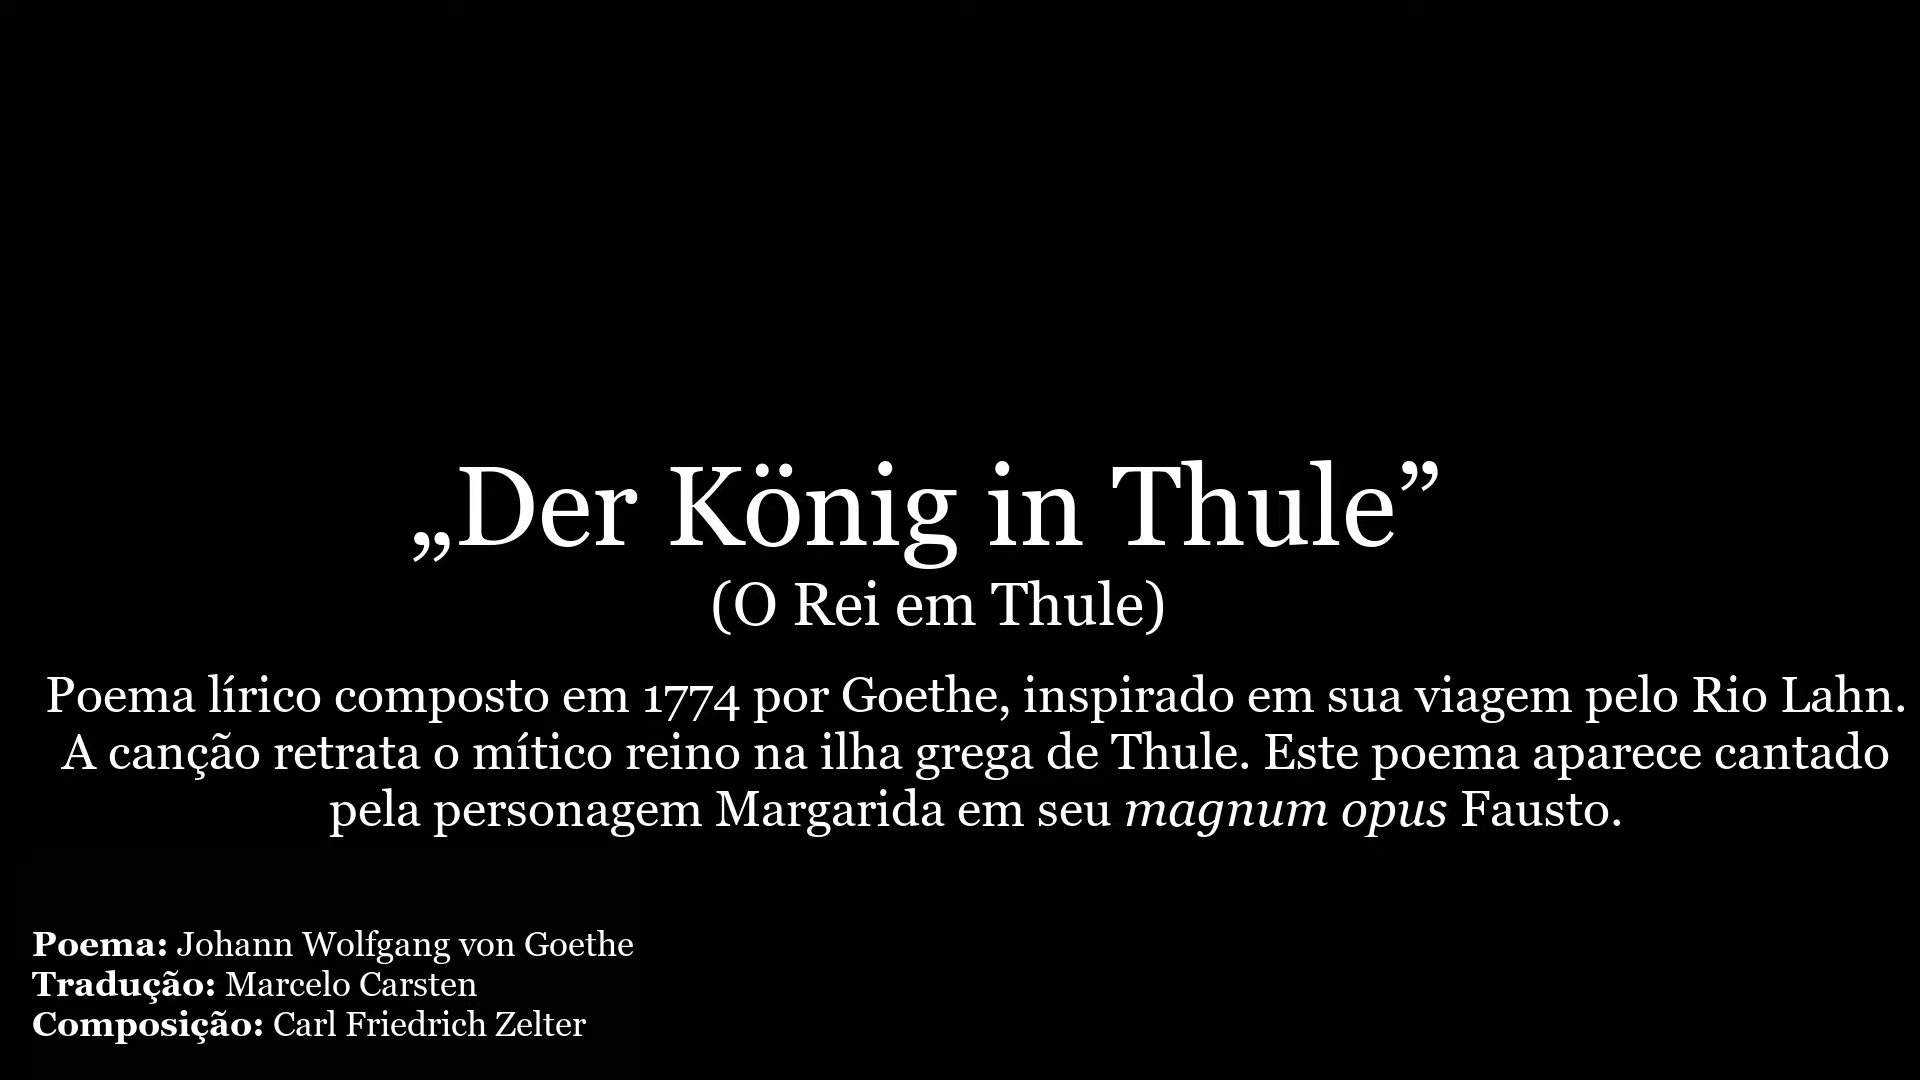 „Der König in Thule”
(O Rei em Thule)
Poema lírico composto em 1774 por Goethe, inspirado em sua viagem pelo Rio Lahn.
A canção retrata o mítico reino na ilha grega de Thule. Este poema aparece cantado
pela personagem Margarida em seu magnum opus Fausto.
Poema: Johann Wolfgang von Goethe
Tradução: Marcelo Carsten
Composição: Carl Friedrich Zelter